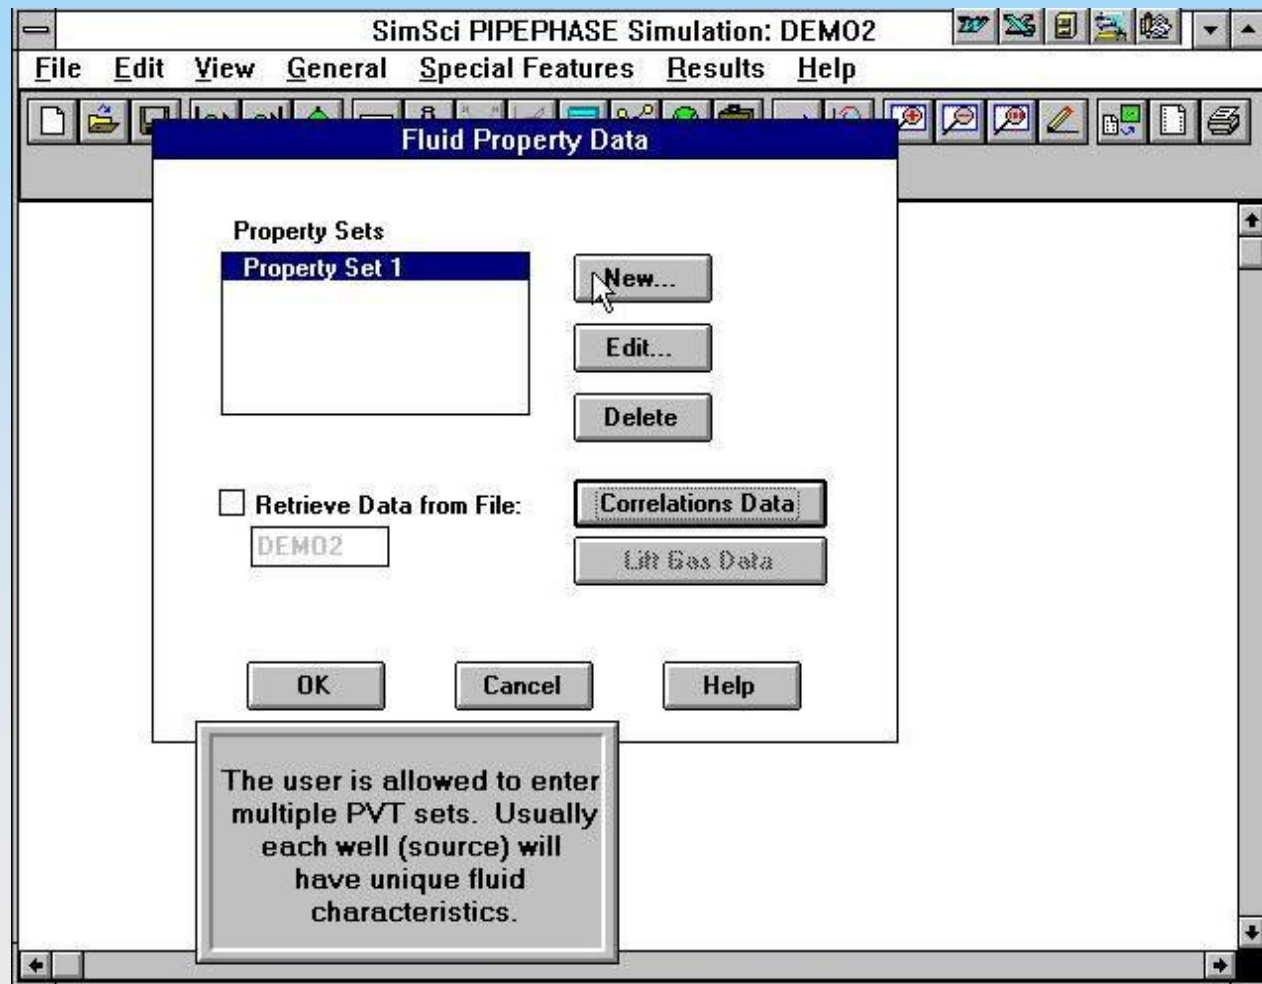 SimSci PIPEPHASE Simulation: DEMO2
File Edit View General Special Features Results Help
Fluid Property Data
Property Sets
Property Set 1
New...
Edit...
Delete
Retrieve Data from File:
DEMO2
Correlations Data
Lift Gas Data
OK Cancel Help
The user is allowed to enter
multiple PVT sets. Usually
each well (source) will
have unique fluid
characteristics.